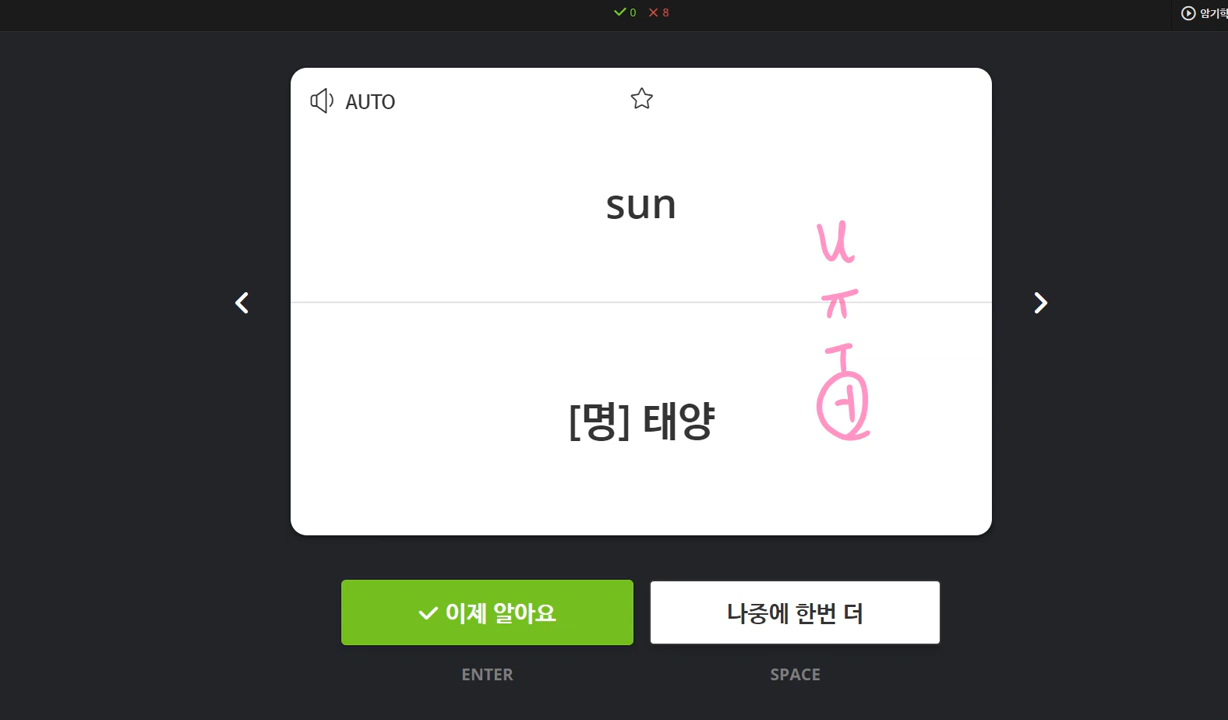 0 8
암기학
AUTO
sun
u
ㅠ
ㅜ
ㅓ
[명] 태양
이제 알아요
나중에 한번 더
ENTER
SPACE